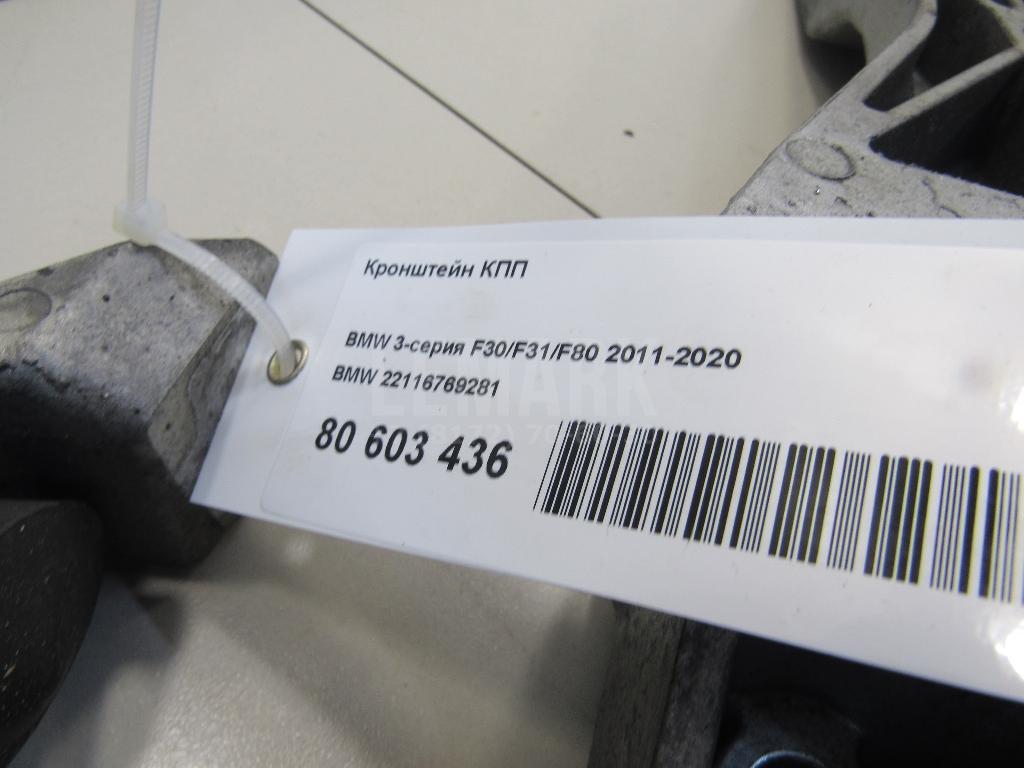 Кронштейн КПП
BMW 3-серия F30/F31/F80 2011-2020
BMW 22116769281
80 603 436